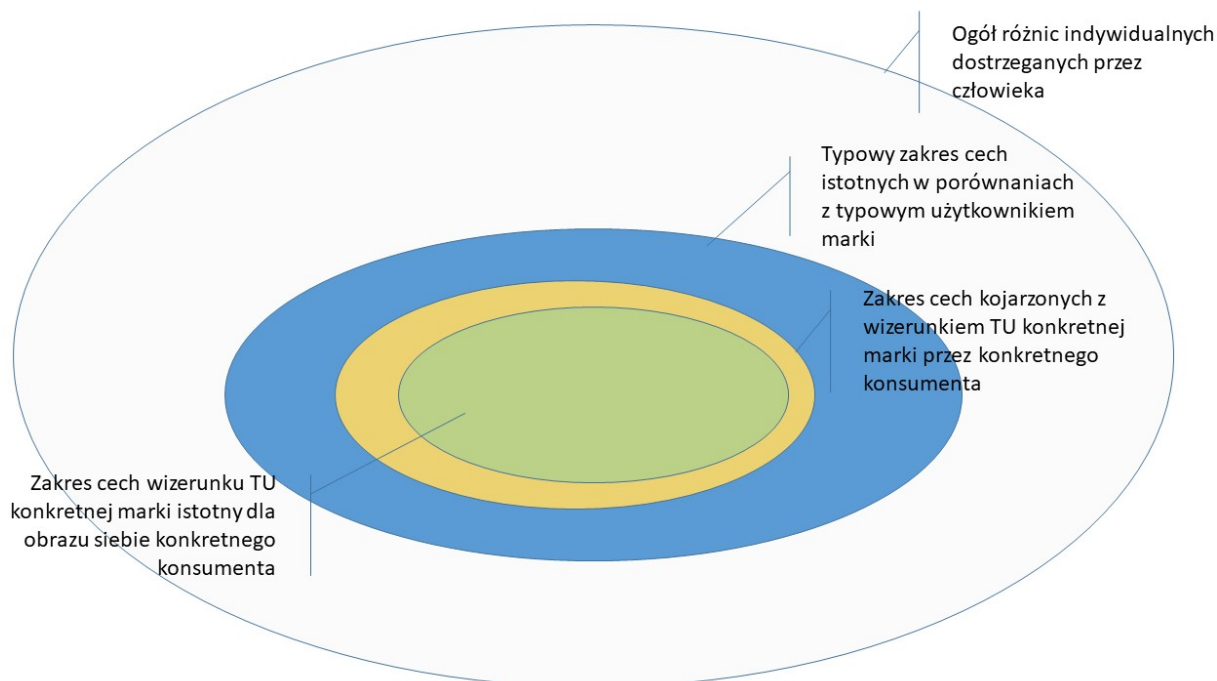 Ogół różnic indywidualnych
dostrzeganych przez
człowieka
Typowy zakres cech
istotnych w porównaniach
z typowym użytkownikiem
marki
Zakres cech kojarzonych z
wizerunkiem TU konkretnej
marki przez konkretnego
konsumenta
Zakres cech wizerunku TU
konkretnej marki istotny dla
obrazu siebie konkretnego
konsumenta